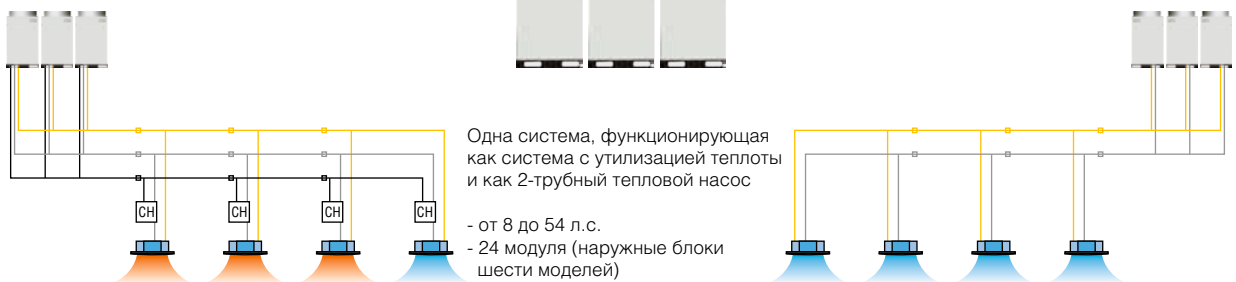 Одна система, функционирующая
как система с утилизацией теплоты
и как 2-трубный тепловой насос
CH CH CH CH
- от 8 до 54 л.с.
- 24 модуля (наружные блоки
шести моделей)